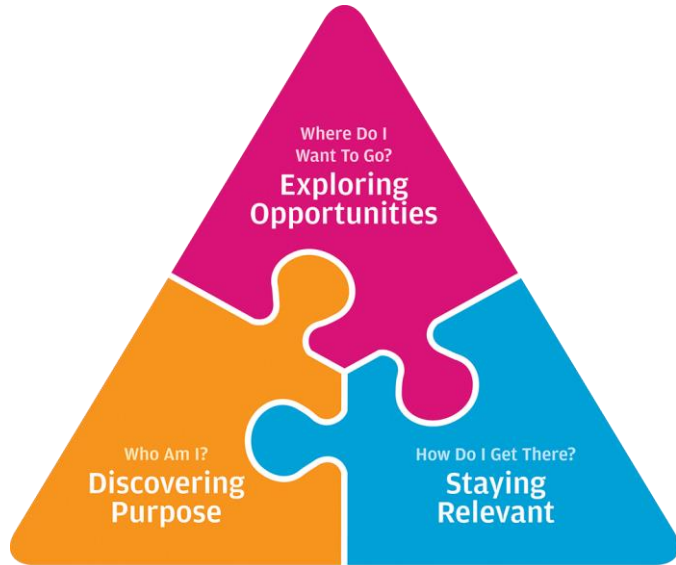 Where Do I
Want To Go?
Exploring
Opportunities
Who Am I?
Discovering
Purpose
How Do I Get There?
Staying
Relevant